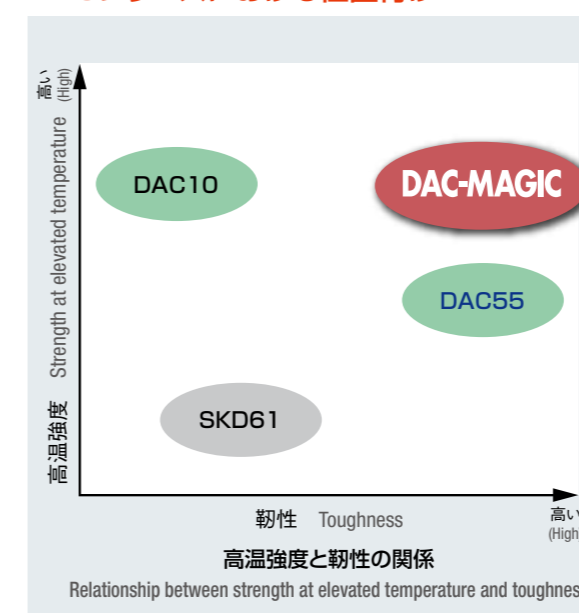 高い
(High)
高温強度 Strength at elevated temperature
DAC10
DAC-MAGIC
DAC55
SKD61
靭性 Toughness
高い
(High
高温強度と靭性の関係
Relationship between strength at elevated temperature and toughnes